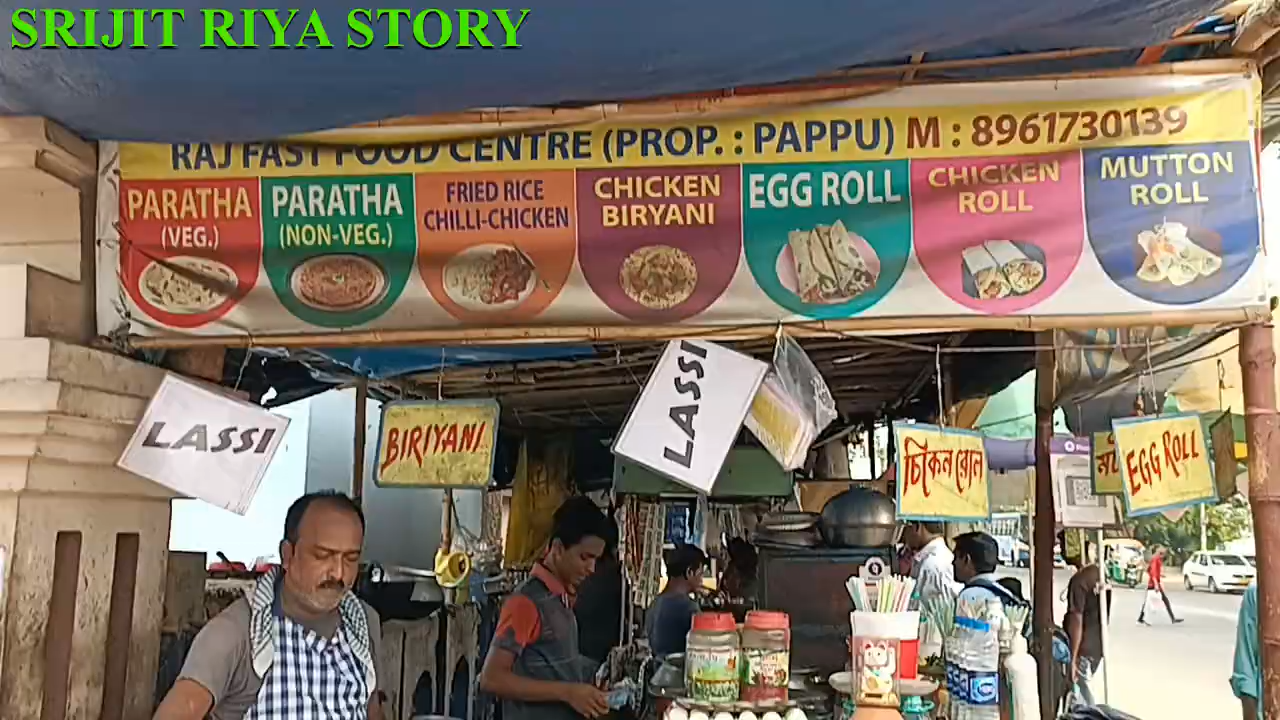 SRIJIT RIYA STORY
RAJ FAST FOOD CENTRE (PROP. : PAPPU) M : 8961730139
PARATHA
(VEG.)
PARATHA
(NON-VEG.)
FRIED RICE
CHILLI-CHICKEN
CHICKEN
BIRYANI
EGG ROLL
CHICKEN
ROLL
MUTTON
ROLL
LASSI
BIRIYANI
LASSI
চিকেন রোল
EGG ROLL